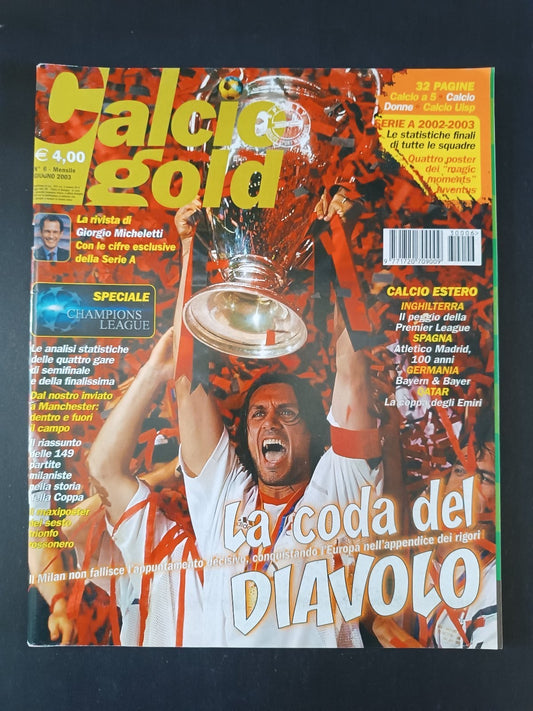 Calcio
gold
€ 4,00
N° 6 - Mensile
GIUGNO 2003
La rivista di
Giorgio Micheletti
Con le cifre esclusive
della Serie A
SPECIALE
CHAMPIONS
LEAGUE
Le analisi statistiche
delle quattro gare
di semifinale
e della finalissima
Dal nostro inviato
a Manchester:
dentro e fuori
il campo
Il riassunto
delle 149
partite
milaniste
nella storia
della Coppa
Il maxiposter
del sesto
trionfo
rossonero
32 PAGINE
Calcio a 5 Calcio
Donne Calcio Uisp
SERIE A 2002-2003
Le statistiche finali
di tutte le squadre
Quattro poster
dei "magic
moments"
Juventus
30006
9 771720 709009
CALCIO ESTERO
INGHILTERRA
Il peggio della
Premier League
SPAGNA
Atletico Madrid,
100 anni
GERMANIA
Bayern & Bayer
QATAR
La coppa degli Emiri
La coda del
Il Milan non fallisce l'appuntamento decisivo, conquistando l'Europa nell'appendice dei rigori
DIAVOLO